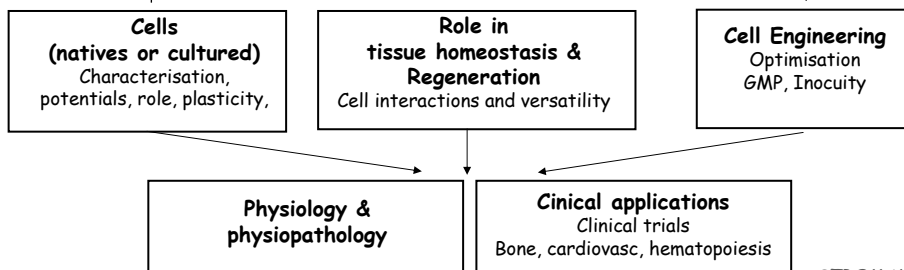 Cells
(natives or cultured)
Characterisation,
potentials, role, plasticity,
Role in
tissue homeostasis &
Regeneration
Cell interactions and versatility
Cell Engineering
Optimisation
GMP, Inocuity
Physiology &
physiopathology
Cinical applications
Clinical trials
Bone, cardiovasc, hematopoiesis